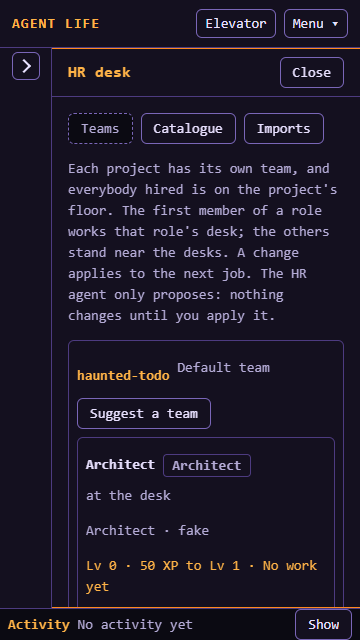 AGENT LIFE
Elevator
Menu ▾
HR desk
Close
Teams
Catalogue
Imports
Each project has its own team, and
everybody hired is on the project's
floor. The first member of a role
works that role's desk; the others
stand near the desks. A change
applies to the next job. The HR
agent only proposes: nothing
changes until you apply it.
haunted-todo Default team
Suggest a team
Architect Architect
at the desk
Architect · fake
Lv 0 · 50 XP to Lv 1 · No work
yet
Activity No activity yet
Show